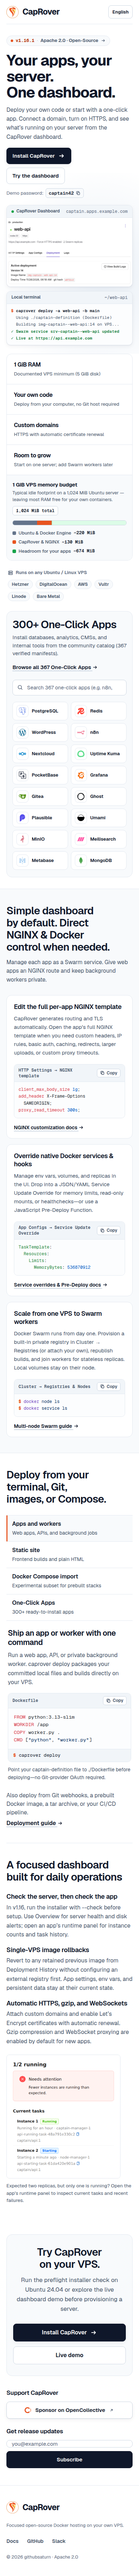 CapRover
English
v1.16.1 · Apache 2.0 · Open-Source →
Your apps, your
server.
One dashboard.
Deploy your own code or start with a one-click
app. Connect a domain, turn on HTTPS, and see
what's running on your server from the
CapRover dashboard.
Install CapRover →
Try the dashboard
Demo password: captain42
CapRover Dashboard captain.apps.example.com
web-api
Local terminal ~/web-api
$ caprover deploy -a web-api -b main
Using ./captain-definition (Dockerfile)
Building img-captain--web-api:14 on VPS...
✓ Swarm service srv-captain--web-api updated
✓ Live at https://api.example.com
1 GiB RAM
Documented VPS minimum (5 GiB disk)
Your own code
Deploy from your computer, no Git host required
Custom domains
HTTPS with automatic certificate renewal
Room to grow
Start on one server; add Swarm workers later
1 GiB VPS memory budget
Typical idle footprint on a 1,024 MiB Ubuntu server —
leaving most RAM free for your own containers.
1,024 MiB total
Ubuntu & Docker Engine ~220 MiB
CapRover & NGINX ~130 MiB
Headroom for your apps ~674 MiB
Runs on any Ubuntu / Linux VPS
Hetzner
DigitalOcean
AWS
Vultr
Linode
Bare Metal
300+ One-Click Apps
Install databases, analytics, CMSs, and
internal tools from the community catalog (367
verified manifests).
Browse all 367 One-Click Apps →
Search 367 one-click apps (e.g. n8n,
PostgreSQL
Redis
WordPress
n8n
Nextcloud
Uptime Kuma
PocketBase
Grafana
Gitea
Ghost
Plausible
Umami
MinIO
Meilisearch
Metabase
MongoDB
Simple dashboard
by default. Direct
NGINX & Docker
control when needed.
Manage each app as a Swarm service. Give web
apps an NGINX route and keep background
workers private.
Edit the full per-app NGINX template
CapRover generates routing and TLS
automatically. Open the app's full NGINX
template when you need custom headers, IP
rules, basic auth, caching, redirects, larger
uploads, or custom proxy timeouts.
HTTP Settings → NGINX
template
Copy
client_max_body_size 1g;
add_header X-Frame-Options
SAMEORIGIN;
proxy_read_timeout 300s;
NGINX customization docs →
Override native Docker services &
hooks
Manage env vars, volumes, and replicas in
the UI. Drop into a JSON/YAML Service
Update Override for memory limits, read-only
mounts, or healthchecks—or use a
JavaScript Pre-Deploy Function.
App Configs → Service Update
Override
Copy
TaskTemplate:
Resources:
Limits:
MemoryBytes: 536870912
Service overrides & Pre-Deploy docs →
Scale from one VPS to Swarm
workers
Docker Swarm runs from day one. Provision a
built-in private registry in Cluster →
Registries (or attach your own), republish
builds, and join workers for stateless replicas.
Local volumes stay on their node.
Cluster → Registries & Nodes
Copy
$ docker node ls
$ docker service ls
Multi-node Swarm guide →
Deploy from your
terminal, Git,
images, or Compose.
Apps and workers
Web apps, APIs, and background jobs
Static site
Frontend builds and plain HTML
Docker Compose import
Experimental subset for prebuilt stacks
One-Click Apps
300+ ready-to-install apps
Ship an app or worker with one
command
Run a web app, API, or private background
worker. caprover deploy packages your
committed local files and builds directly on
your VPS.
Dockerfile
Copy
FROM python:3.13-slim
WORKDIR /app
COPY worker.py .
CMD ["python", "worker.py"]
$ caprover deploy
Point your captain-definition file to ./Dockerfile before
deploying—no Git-provider OAuth required.
Also deploy from Git webhooks, a prebuilt
Docker image, a tar archive, or your CI/CD
pipeline.
Deployment guide →
A focused dashboard
built for daily operations
Check the server, then check the app
In v1.16, run the installer with --check
before setup. Use Overview for server health and disk
alerts; open an app's runtime panel for instance
counts and task history.
Single-VPS image rollbacks
Revert to any retained previous image from
Deployment History without configuring an
external registry first. App settings, env vars, and
persistent data stay at their current state.
Automatic HTTPS, gzip, and WebSockets
Attach custom domains and enable Let's
Encrypt certificates with automatic renewal.
Gzip compression and WebSocket proxying
are enabled by default for new apps.
1/2 running
Needs attention
Fewer instances are running than
expected.
Current tasks
Instance 1 Running
Instance 2 Starting
Expected two replicas, but only one is running? Open the
app's runtime panel to inspect current tasks and recent
failures.
Try CapRover
on your VPS.
Run the preflight installer check on
Ubuntu 24.04 or explore the live
dashboard demo before provisioning a
server.
Install CapRover →
Live demo
Support CapRover
Sponsor on OpenCollective
Get release updates
you@example.com
Subscribe
CapRover
Focused open-source Docker hosting on your own VPS.
Docs GitHub Slack